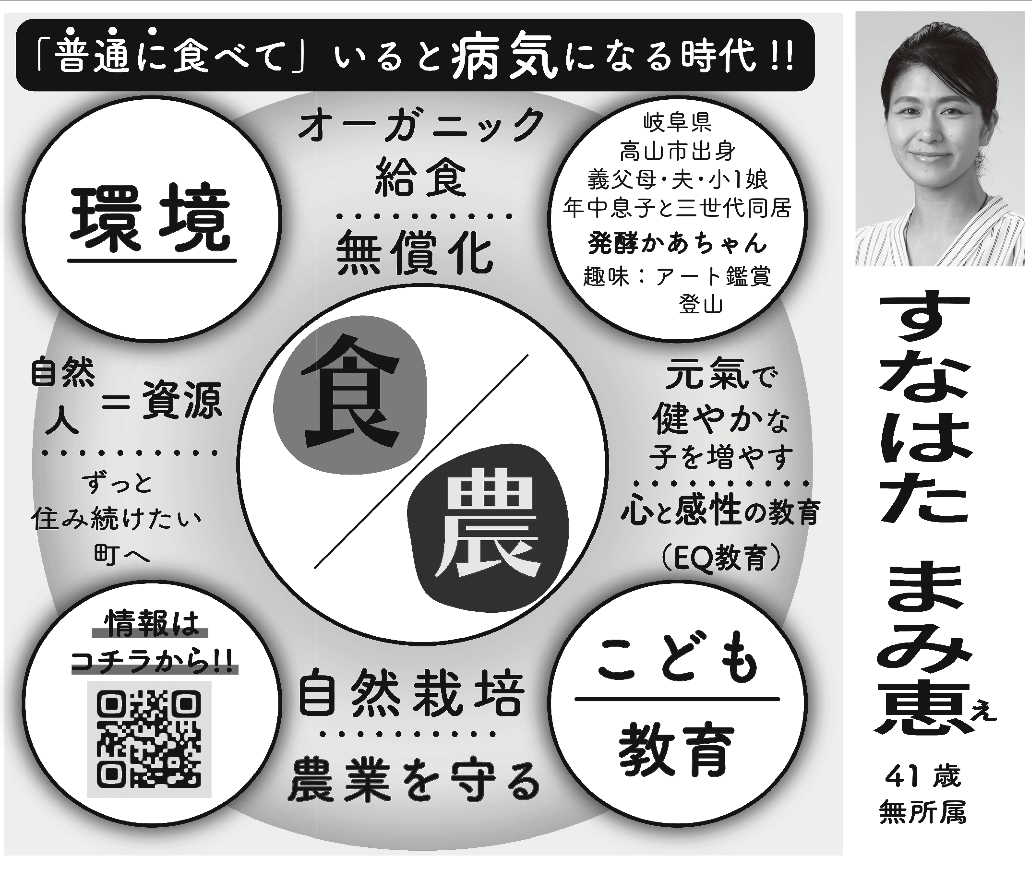 「普通に食べて」いると病気になる時代!!
環境
オーガニック
給食
無償化
岐阜県
高山市出身
義父母・夫・小1娘
年中息子と三世代同居
発酵かあちゃん
趣味：アート鑑賞
登山
自然
人
＝資源
ずっと
住み続けたい
町へ
食
農
元氣で
健やかな
子を増やす
心と感性の教育
（EQ教育）
情報は
コチラから!!
自然栽培
農業を守る
こども
教育
すなはた まみ恵
え
41歳
無所属